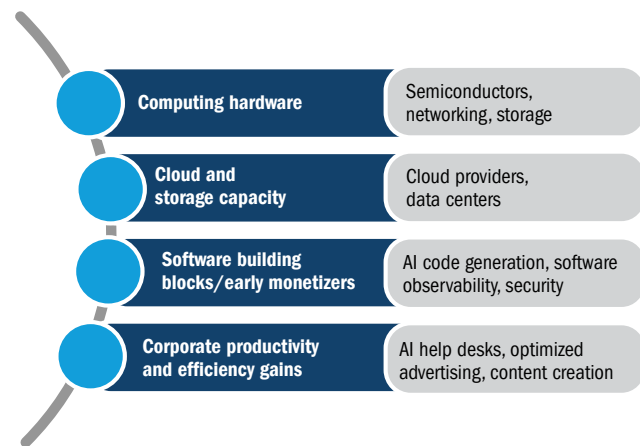 Computing hardware
Semiconductors,
networking, storage
Cloud and
storage capacity
Cloud providers,
data centers
Software building
blocks/early monetizers
AI code generation, software
observability, security
Corporate productivity
and efficiency gains
AI help desks, optimized
advertising, content creation